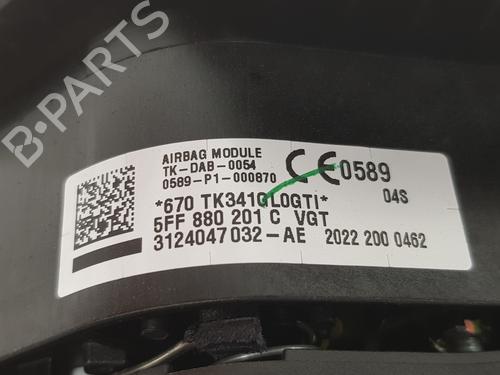 B-PARTS
AIRBAG MODULE
TK-DAB-0054
0589-P1-000870
CE 0589
04S
*670 TK341GL0GTI*
5FF 880 201 C VGT
3124047032-AE 2022 200 0462